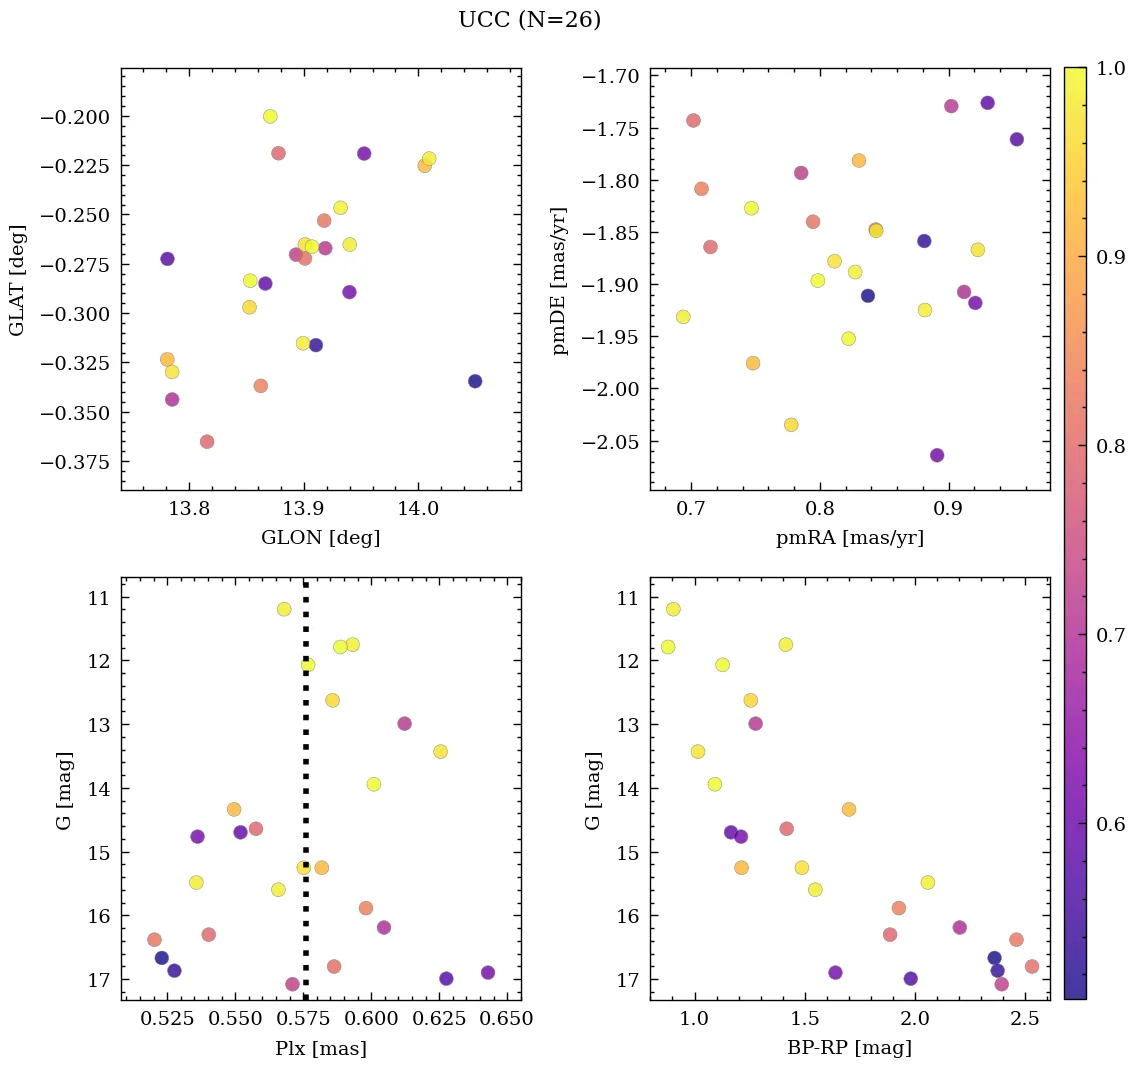 UCC (N=26)
−0.200
−0.225
−0.250
−0.275
−0.300
−0.325
−0.350
−0.375
GLAT [deg]
13.8 13.9 14.0
GLON [deg]
−1.70
−1.75
−1.80
−1.85
−1.90
−1.95
−2.00
−2.05
pmDE [mas/yr]
0.7 0.8 0.9
pmRA [mas/yr]
11
12
13
14
15
16
17
G [mag]
0.525 0.550 0.575 0.600 0.625 0.650
Plx [mas]
11
12
13
14
15
16
17
G [mag]
1.0 1.5 2.0 2.5
BP-RP [mag]
1.0
0.9
0.8
0.7
0.6